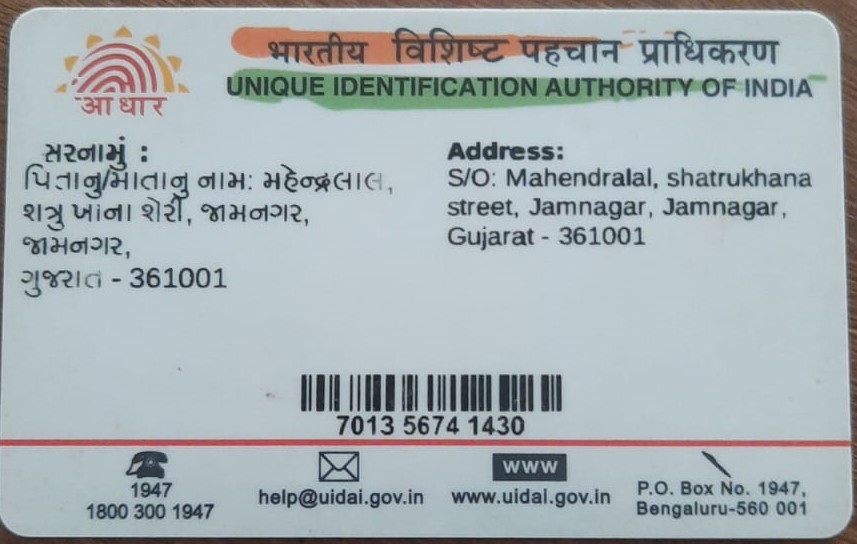 भारतीय विशिष्ट पहचान प्राधिकरण
UNIQUE IDENTIFICATION AUTHORITY OF INDIA
आधार
સરનામું :
પિતાનુ/માતાનુ નામ: મહેન્દ્રલાલ,
શત્રુ ખાના શેરી, જામનગર,
જામનગર,
ગુજરાત - 361001
Address:
S/O: Mahendralal, shatrukhana
street, Jamnagar, Jamnagar,
Gujarat - 361001
7013 5674 1430
1947
1800 300 1947
help@uidai.gov.in
www
www.uidai.gov.in
P.O. Box No. 1947,
Bengaluru-560 001